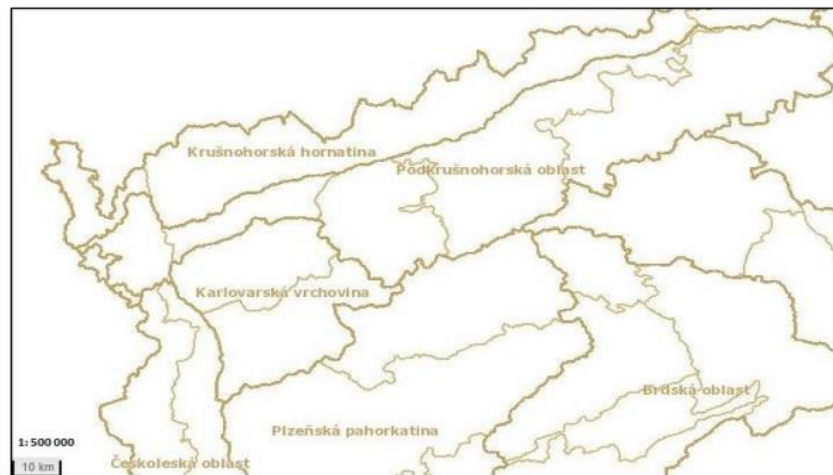 Krušnohorská hornatina
Podkrušnohorská oblast
Karlovarská vrchovina
Brdská oblast
Plzeňská pahorkatina
1: 500 000
Českoleská oblast
10 km